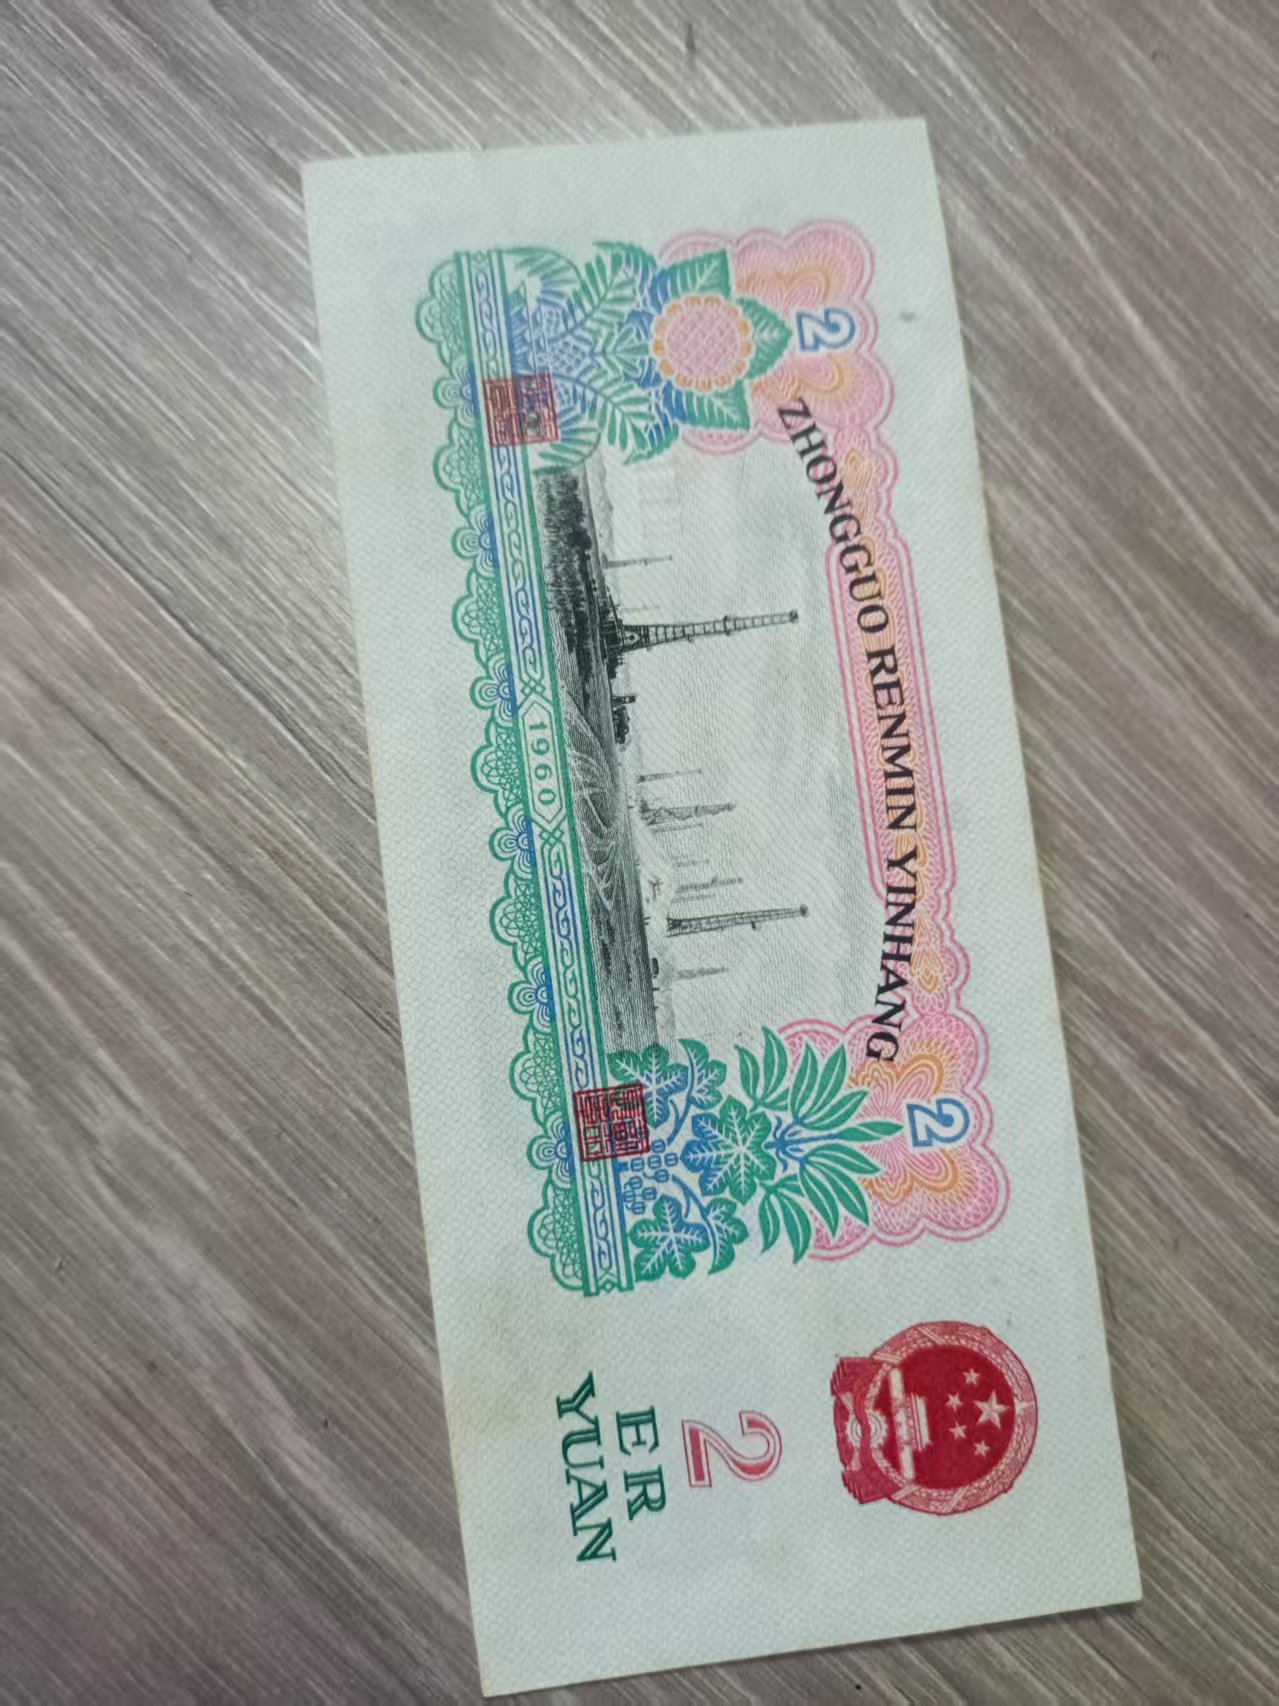 ZHONGGUO RENMIN YINHANG
2
2
1960
2
ER
YUAN